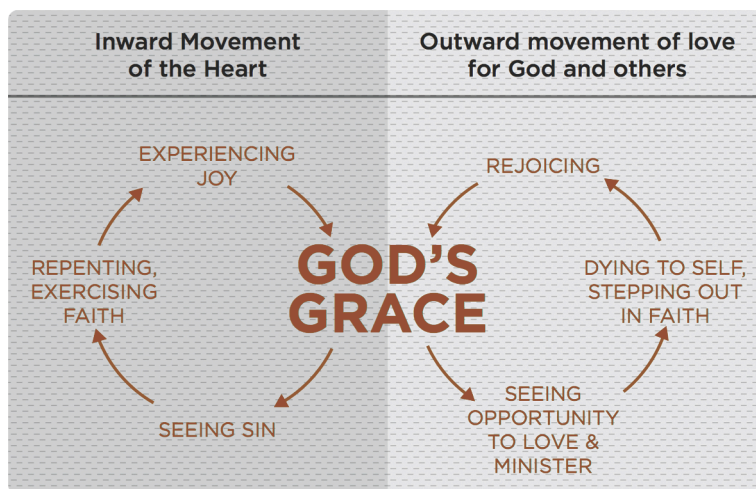 Inward Movement
of the Heart
Outward movement of love
for God and others
EXPERIENCING
JOY
REJOICING
GOD'S
GRACE
REPENTING,
EXERCISING
FAITH
DYING TO SELF,
STEPPING OUT
IN FAITH
SEEING SIN
SEEING
OPPORTUNITY
TO LOVE &
MINISTER